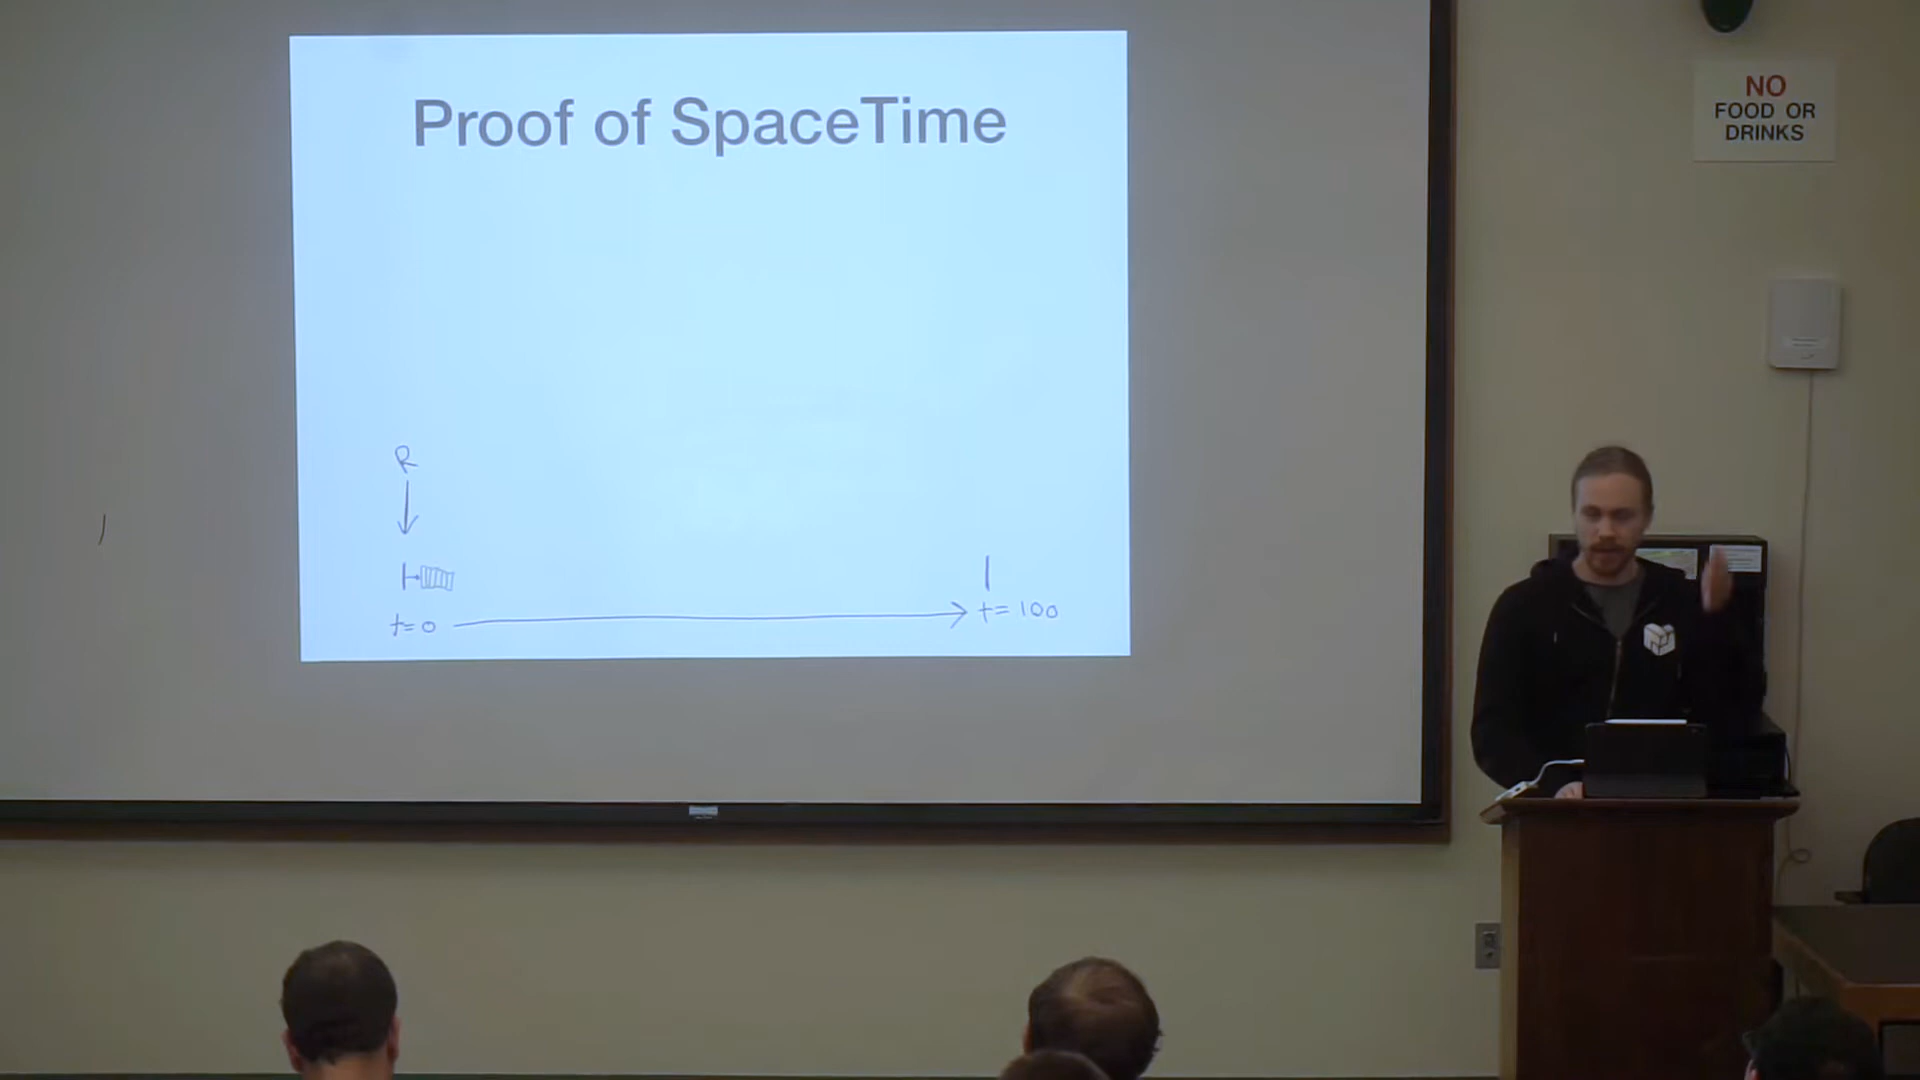 Proof of SpaceTime
NO
FOOD OR
DRINKS
R
t=0
t= 100